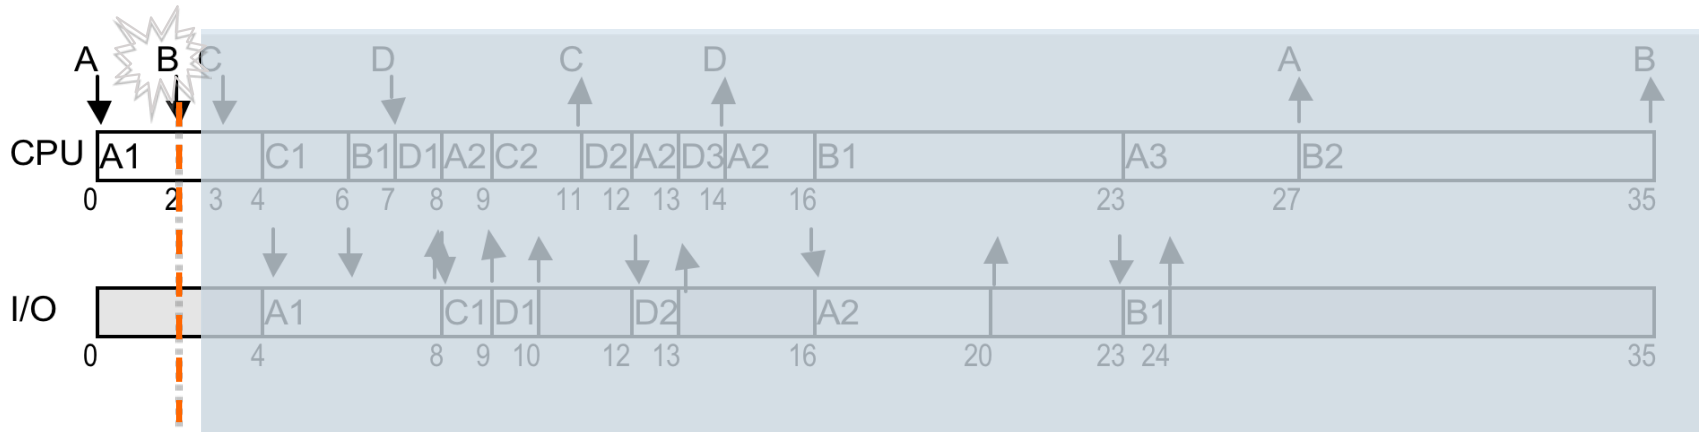 A B C D C D A B
CPU A1 C1 B1 D1 A2 C2 D2 A2 D3 A2 B1 A3 B2
0 2 3 4 6 7 8 9 11 12 13 14 16 23 27 35
I/O A1 C1 D1 D2 A2 B1
0 4 8 9 10 12 13 16 20 23 24 35